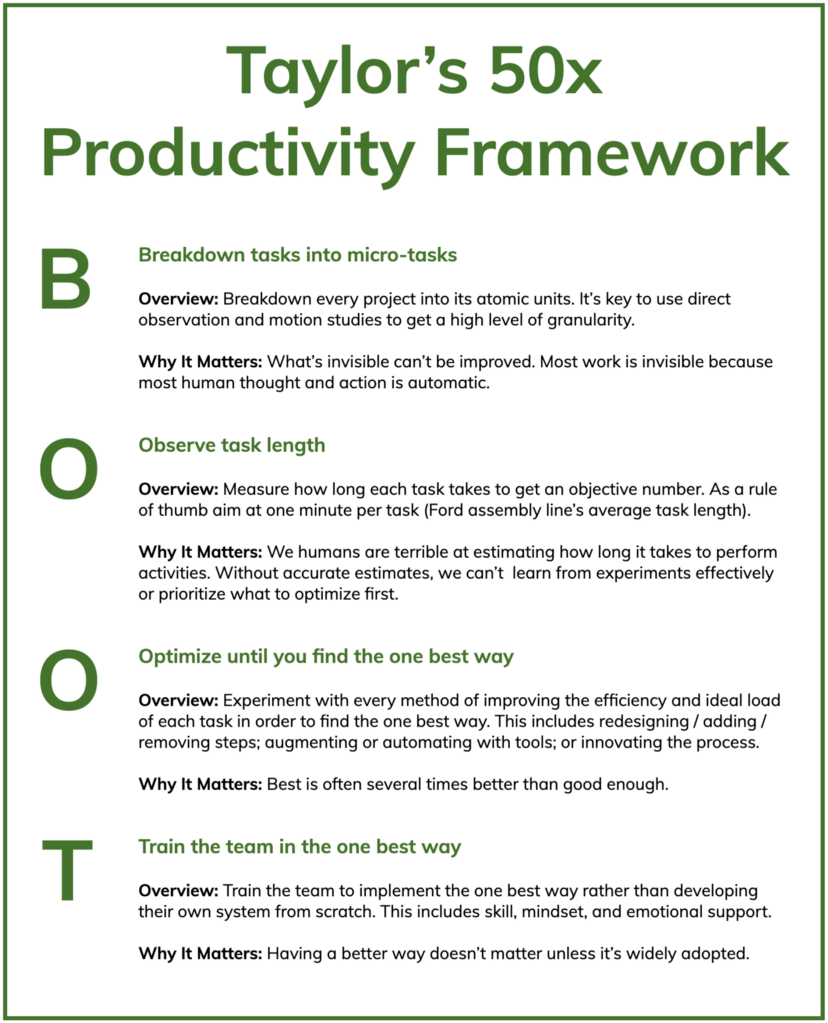 Taylor’s 50x
Productivity Framework
B
Breakdown tasks into micro-tasks
Overview: Breakdown every project into its atomic units. It’s key to use direct
observation and motion studies to get a high level of granularity.
Why It Matters: What’s invisible can’t be improved. Most work is invisible because
most human thought and action is automatic.
O
Observe task length
Overview: Measure how long each task takes to get an objective number. As a rule
of thumb aim at one minute per task (Ford assembly line’s average task length).
Why It Matters: We humans are terrible at estimating how long it takes to perform
activities. Without accurate estimates, we can’t  learn from experiments effectively
or prioritize what to optimize first.
O
Optimize until you find the one best way
Overview: Experiment with every method of improving the efficiency and ideal load
of each task in order to find the one best way. This includes redesigning / adding /
removing steps; augmenting or automating with tools; or innovating the process.
Why It Matters: Best is often several times better than good enough.
T
Train the team in the one best way
Overview: Train the team to implement the one best way rather than developing
their own system from scratch. This includes skill, mindset, and emotional support.
Why It Matters: Having a better way doesn’t matter unless it’s widely adopted.